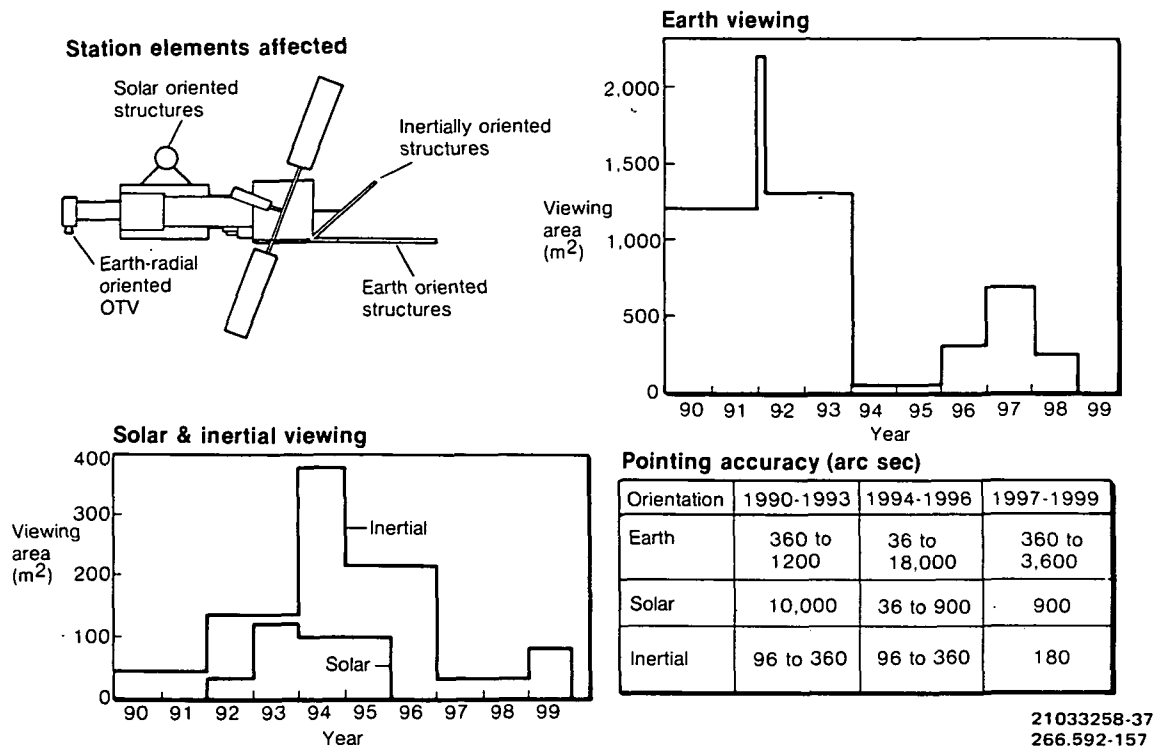 Station elements affected
Solar oriented
structures
Inertially oriented
structures
Earth-radial
oriented
OTV
Earth oriented
structures
Earth viewing
2,000
1,500
Viewing
area
(m2)
1,000
500
0
90 91 92 93 94 95 96 97 98 99
Year
Solar & inertial viewing
400
300
Viewing
area
(m2)
200
100
0
Inertial
Solar
90 91 92 93 94 95 96 97 98 99
Year
Pointing accuracy (arc sec)
Orientation 1990-1993 1994-1996 1997-1999
Earth 360 to 1200 36 to 18,000 360 to 3,600
Solar 10,000 36 to 900 900
Inertial 96 to 360 96 to 360 180
21033258-37
266.592-157